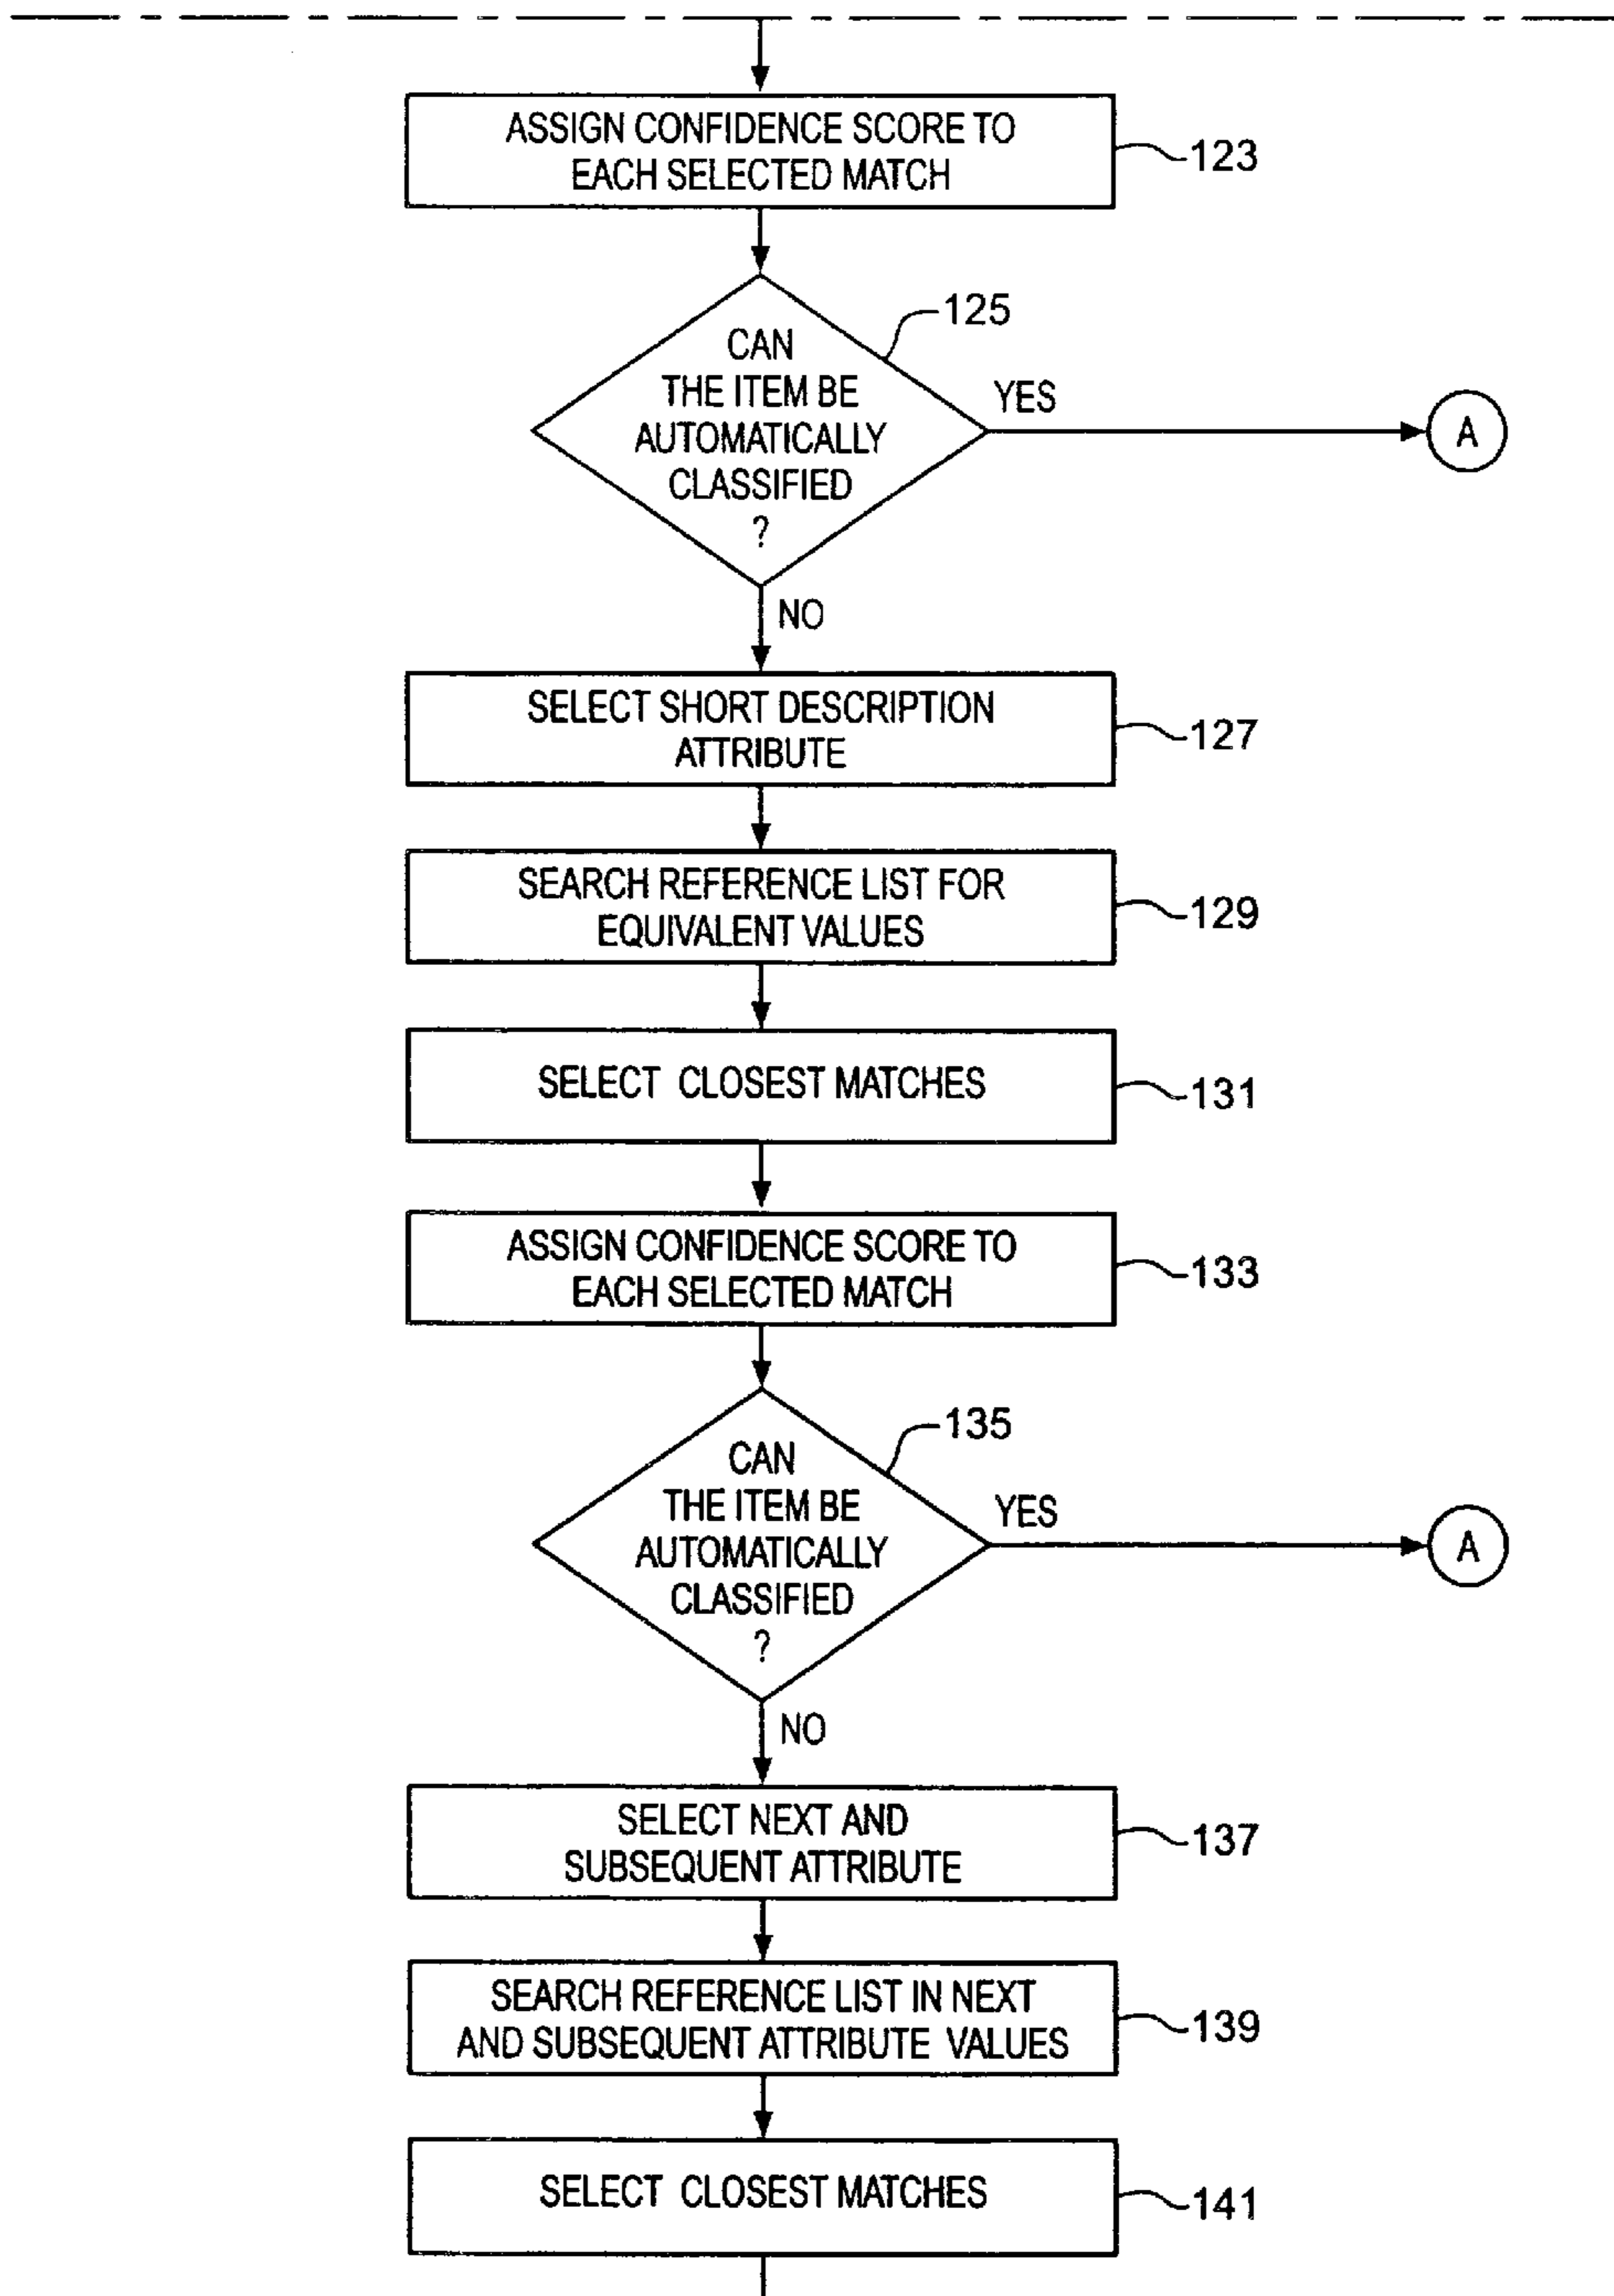 ASSIGN CONFIDENCE SCORE TO
EACH SELECTED MATCH
123
125
CAN
THE ITEM BE
AUTOMATICALLY
CLASSIFIED
?
YES
A
NO
SELECT SHORT DESCRIPTION
ATTRIBUTE
127
SEARCH REFERENCE LIST FOR
EQUIVALENT VALUES
129
SELECT CLOSEST MATCHES
131
ASSIGN CONFIDENCE SCORE TO
EACH SELECTED MATCH
133
135
CAN
THE ITEM BE
AUTOMATICALLY
CLASSIFIED
?
YES
A
NO
SELECT NEXT AND
SUBSEQUENT ATTRIBUTE
137
SEARCH REFERENCE LIST IN NEXT
AND SUBSEQUENT ATTRIBUTE VALUES
139
SELECT CLOSEST MATCHES
141